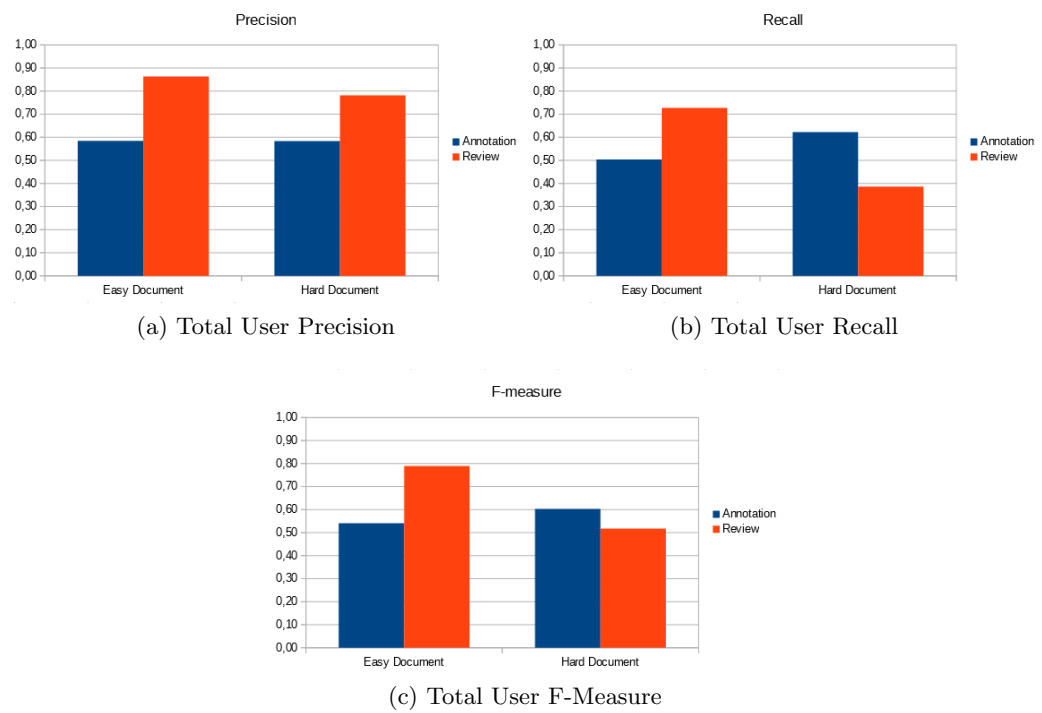 Precision
1,00
0,90
0,80
0,70
0,60
0,50
0,40
0,30
0,20
0,10
0,00
Easy Document
Hard Document
Annotation
Review
(a) Total User Precision
Recall
1,00
0,90
0,80
0,70
0,60
0,50
0,40
0,30
0,20
0,10
0,00
Easy Document
Hard Document
Annotation
Review
(b) Total User Recall
F-measure
1,00
0,90
0,80
0,70
0,60
0,50
0,40
0,30
0,20
0,10
0,00
Easy Document
Hard Document
Annotation
Review
(c) Total User F-Measure